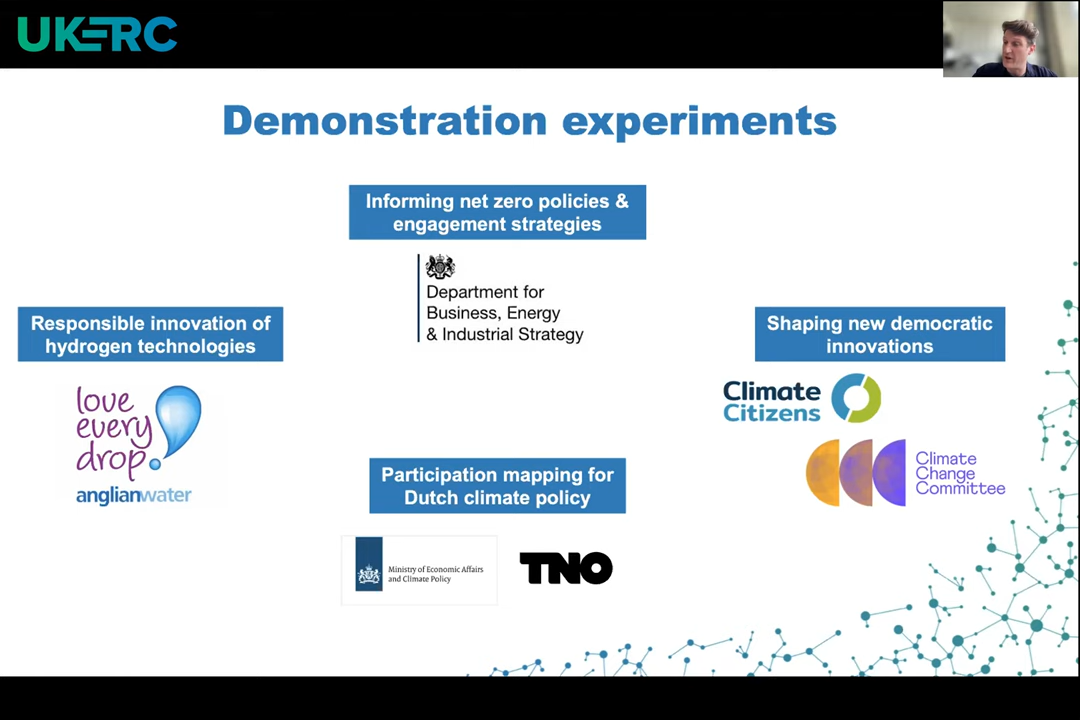 UKERC
Demonstration experiments
Informing net zero policies &
engagement strategies
Department for
Business, Energy
& Industrial Strategy
Responsible innovation of
hydrogen technologies
love
every
drop
anglianwater
Shaping new democratic
innovations
Climate
Citizens
Climate
Change
Committee
Participation mapping for
Dutch climate policy
Ministry of Economic Affairs
and Climate Policy
TNO